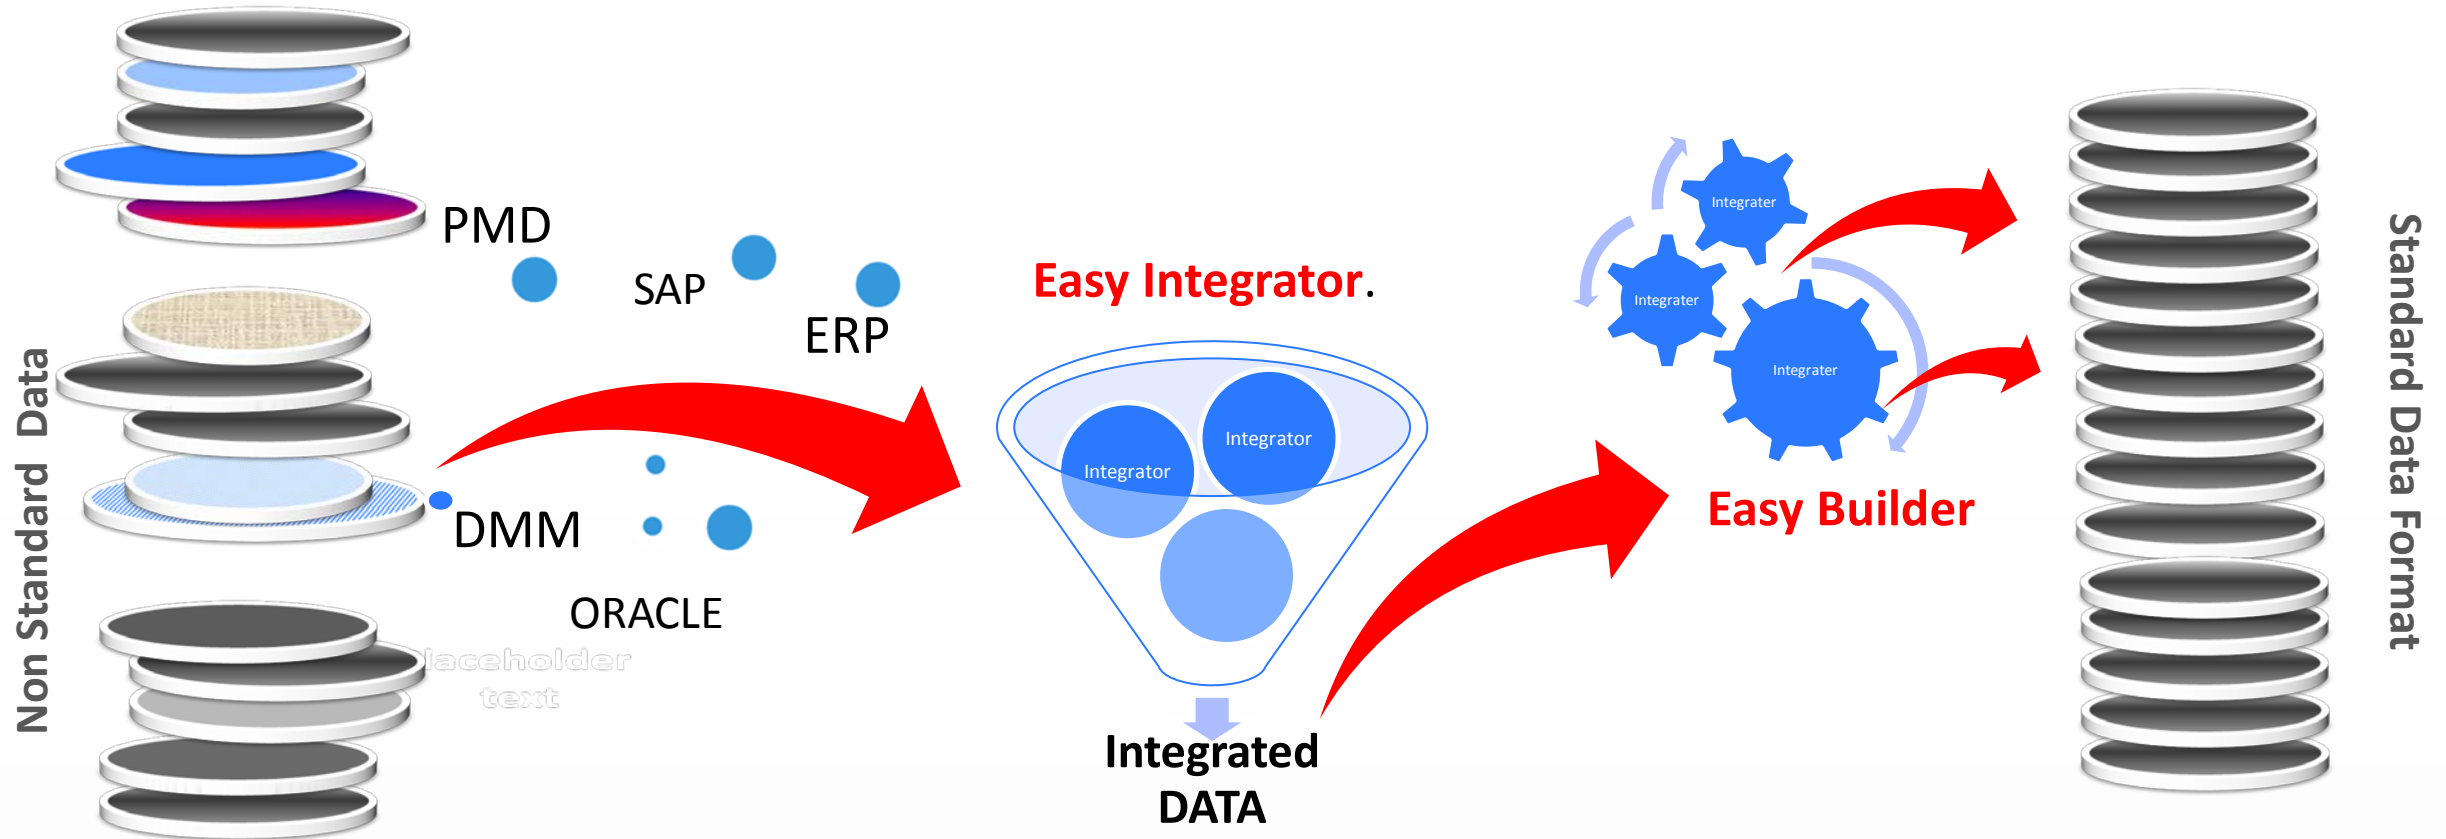 Non Standard Data
PMD
SAP
ERP
DMM
ORACLE
laceholder
text
Easy Integrator.
Integrator
Integrator
Integrated
DATA
Integrater
Integrater
Integrater
Easy Builder
Standard Data Format